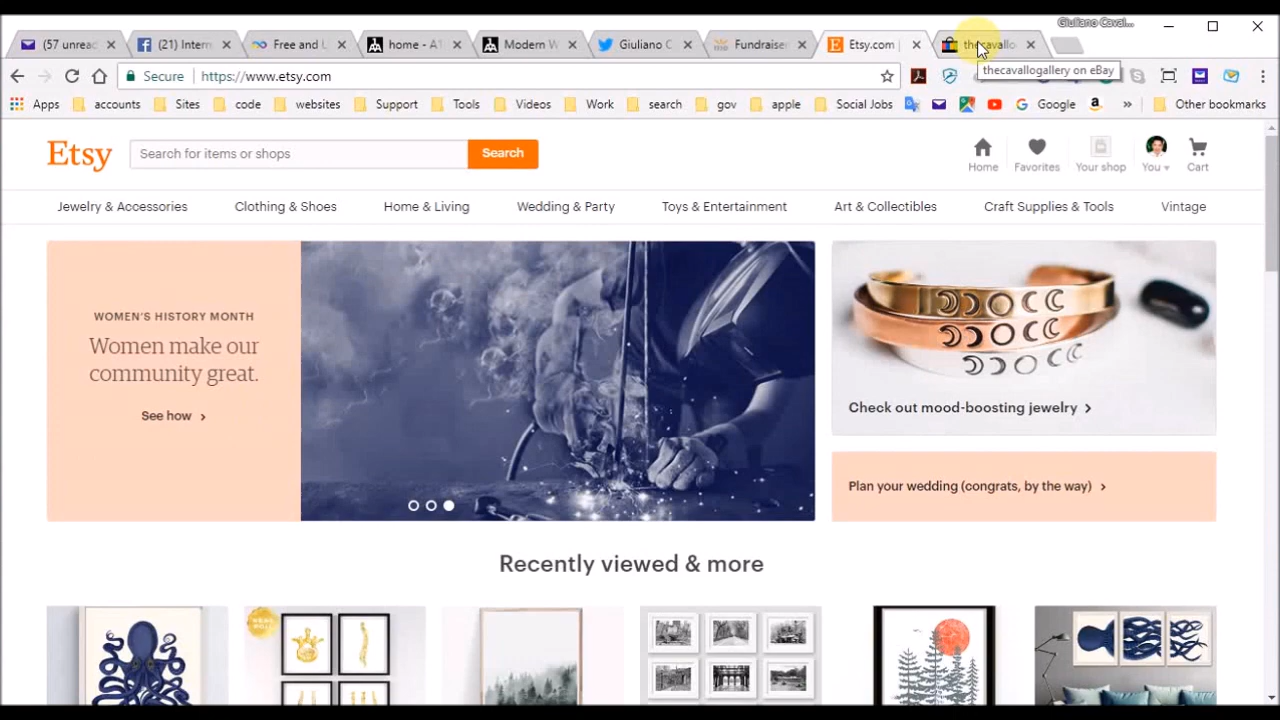 Giuliano Caval...
(57 unrea
(21) Intern
Free and U
home - A1
Modern W
Giuliano C
Fundraise
Etsy.com |
thecavallo
thecavallogallery on eBay
Secure https://www.etsy.com
Apps accounts Sites code websites Support Tools Videos Work search gov apple Social Jobs Google » Other bookmarks
Etsy Search for items or shops Search
Home Favorites Your shop You Cart
Jewelry & Accessories Clothing & Shoes Home & Living Wedding & Party Toys & Entertainment Art & Collectibles Craft Supplies & Tools Vintage
WOMEN'S HISTORY MONTH
Women make our
community great.
See how
Check out mood-boosting jewelry
Plan your wedding (congrats, by the way)
Recently viewed & more